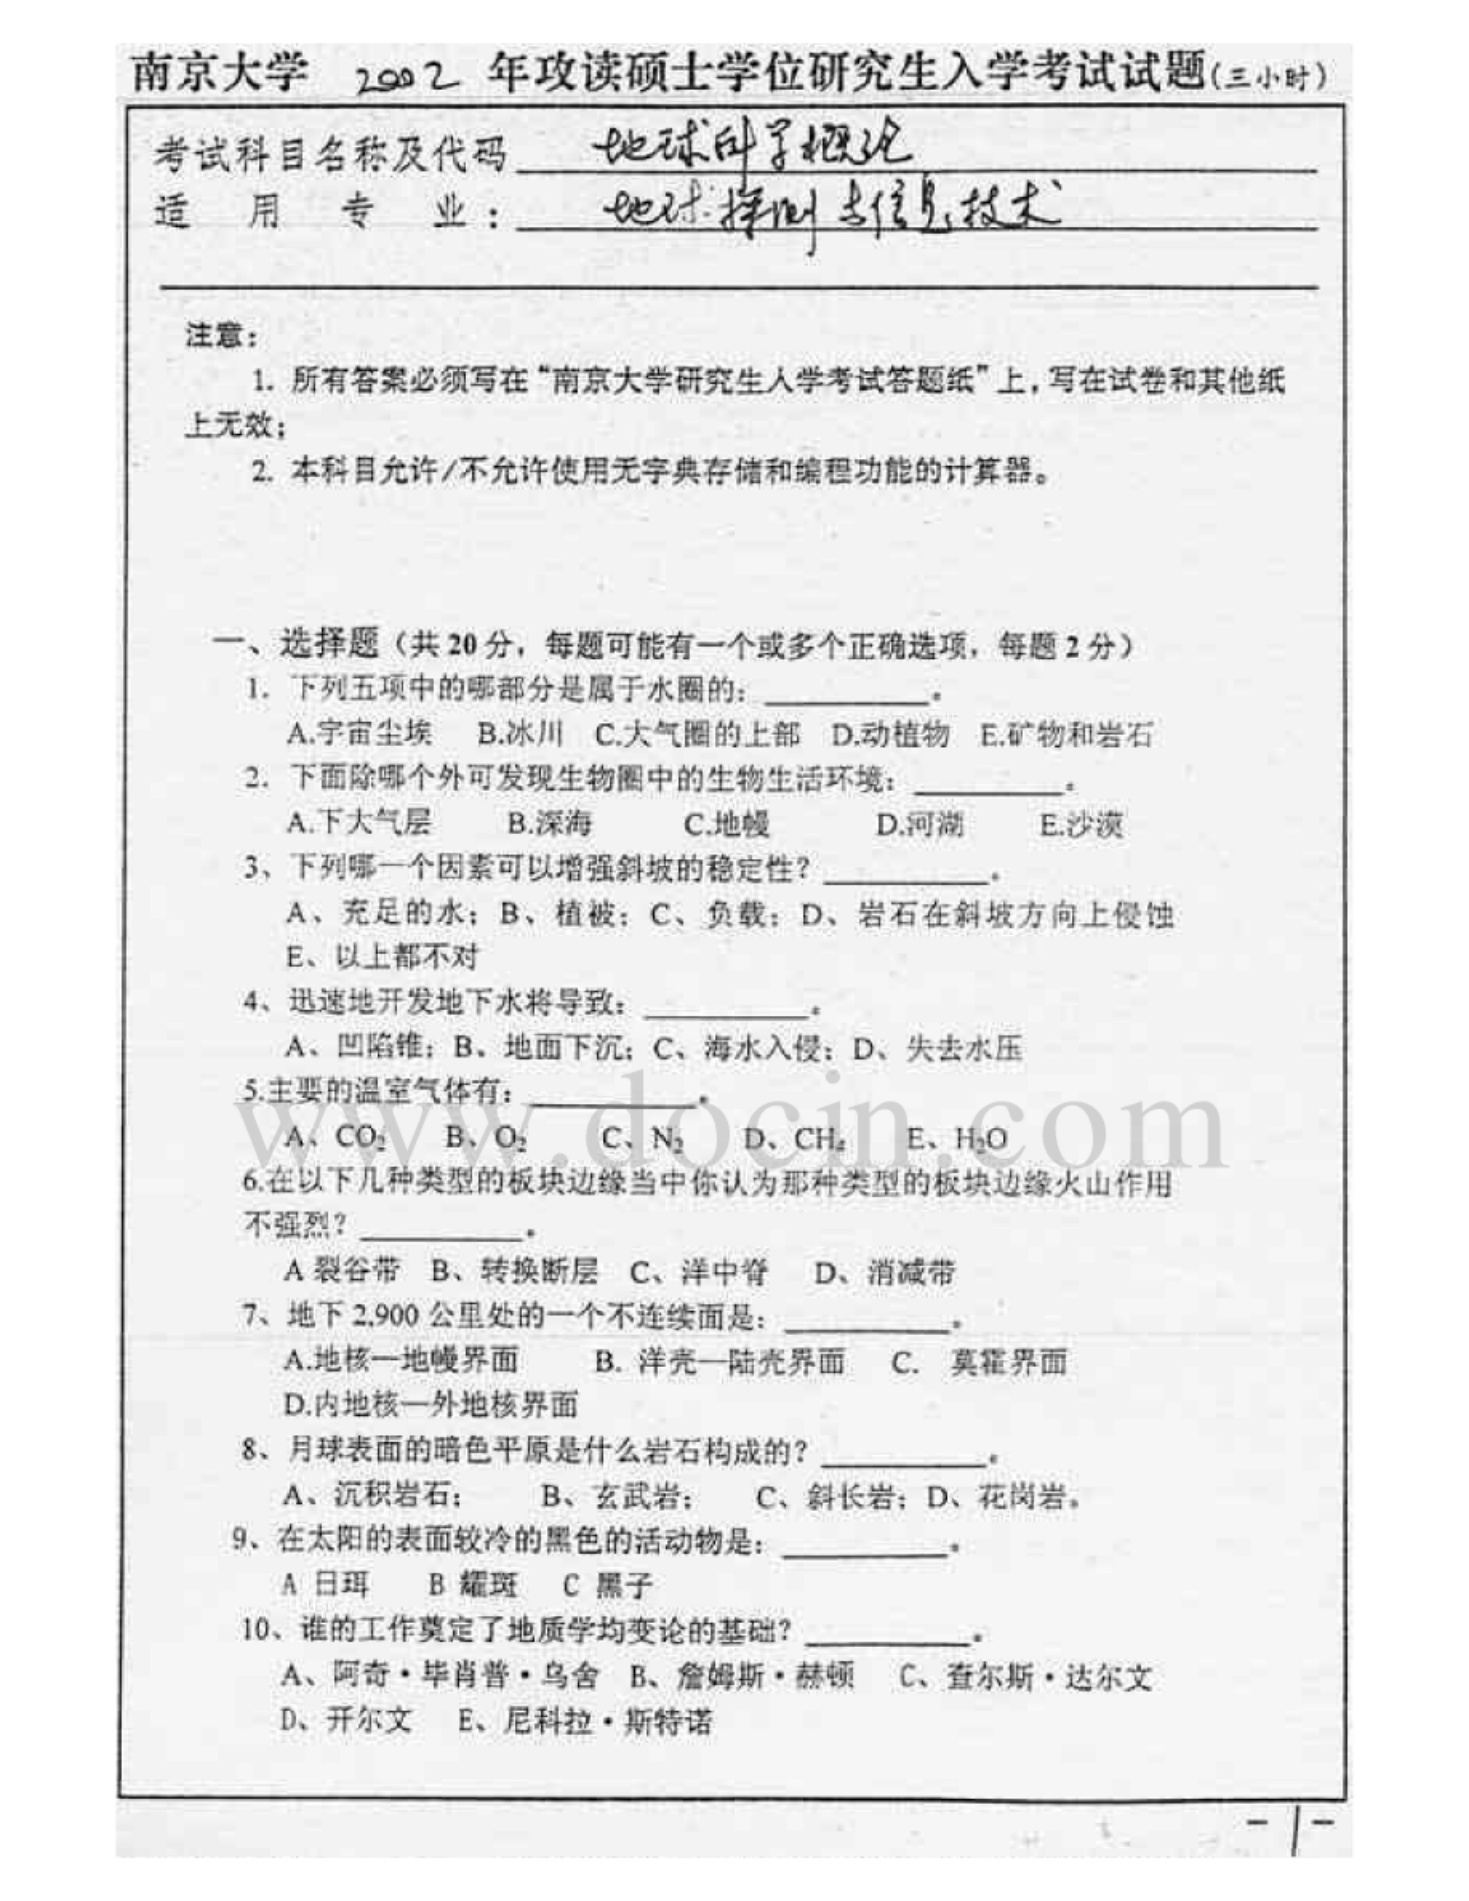 南京大学 2002 年攻读硕士学位研究生入学考试试题(三小时)
考试科目名称及代码 地球科学概论
适用专业: 地球探测与信息技术
注意:
1. 所有答案必须写在“南京大学研究生入学考试答题纸”上,写在试卷和其他纸
上无效;
2. 本科目允许/不允许使用无字典存储和编程功能的计算器。
一、选择题(共20分,每题可能有一个或多个正确选项,每题2分)
1. 下列五项中的哪部分是属于水圈的:__________。
A.宇宙尘埃 B.冰川 C.大气圈的上部 D.动植物 E.矿物和岩石
2. 下面除哪个外可发现生物圈中的生物生活环境:__________。
A.下大气层 B.深海 C.地幔 D.河湖 E.沙漠
3、下列哪一个因素可以增强斜坡的稳定性?__________。
A、充足的水;B、植被;C、负载;D、岩石在斜坡方向上侵蚀
E、以上都不对
4、迅速地开发地下水将导致:__________。
A、凹陷锥;B、地面下沉;C、海水入侵;D、失去水压
5.主要的温室气体有:__________。
A、CO₂ B、O₂ C、N₂ D、CH₄ E、H₂O
www.docin.com
6.在以下几种类型的板块边缘当中你认为那种类型的板块边缘火山作用
不强烈?__________。
A 裂谷带 B、转换断层 C、洋中脊 D、消减带
7、地下2,900公里处的一个不连续面是:__________。
A.地核—地幔界面 B. 洋壳—陆壳界面 C. 莫霍界面
D.内地核—外地核界面
8、月球表面的暗色平原是什么岩石构成的?__________。
A、沉积岩石; B、玄武岩; C、斜长岩;D、花岗岩。
9、在太阳的表面较冷的黑色的活动物是:__________。
A 日珥 B 耀斑 C 黑子
10、谁的工作奠定了地质学均变论的基础?__________。
A、阿奇·毕肖普·乌舍 B、詹姆斯·赫顿 C、查尔斯·达尔文
D、开尔文 E、尼科拉·斯特诺
-1-